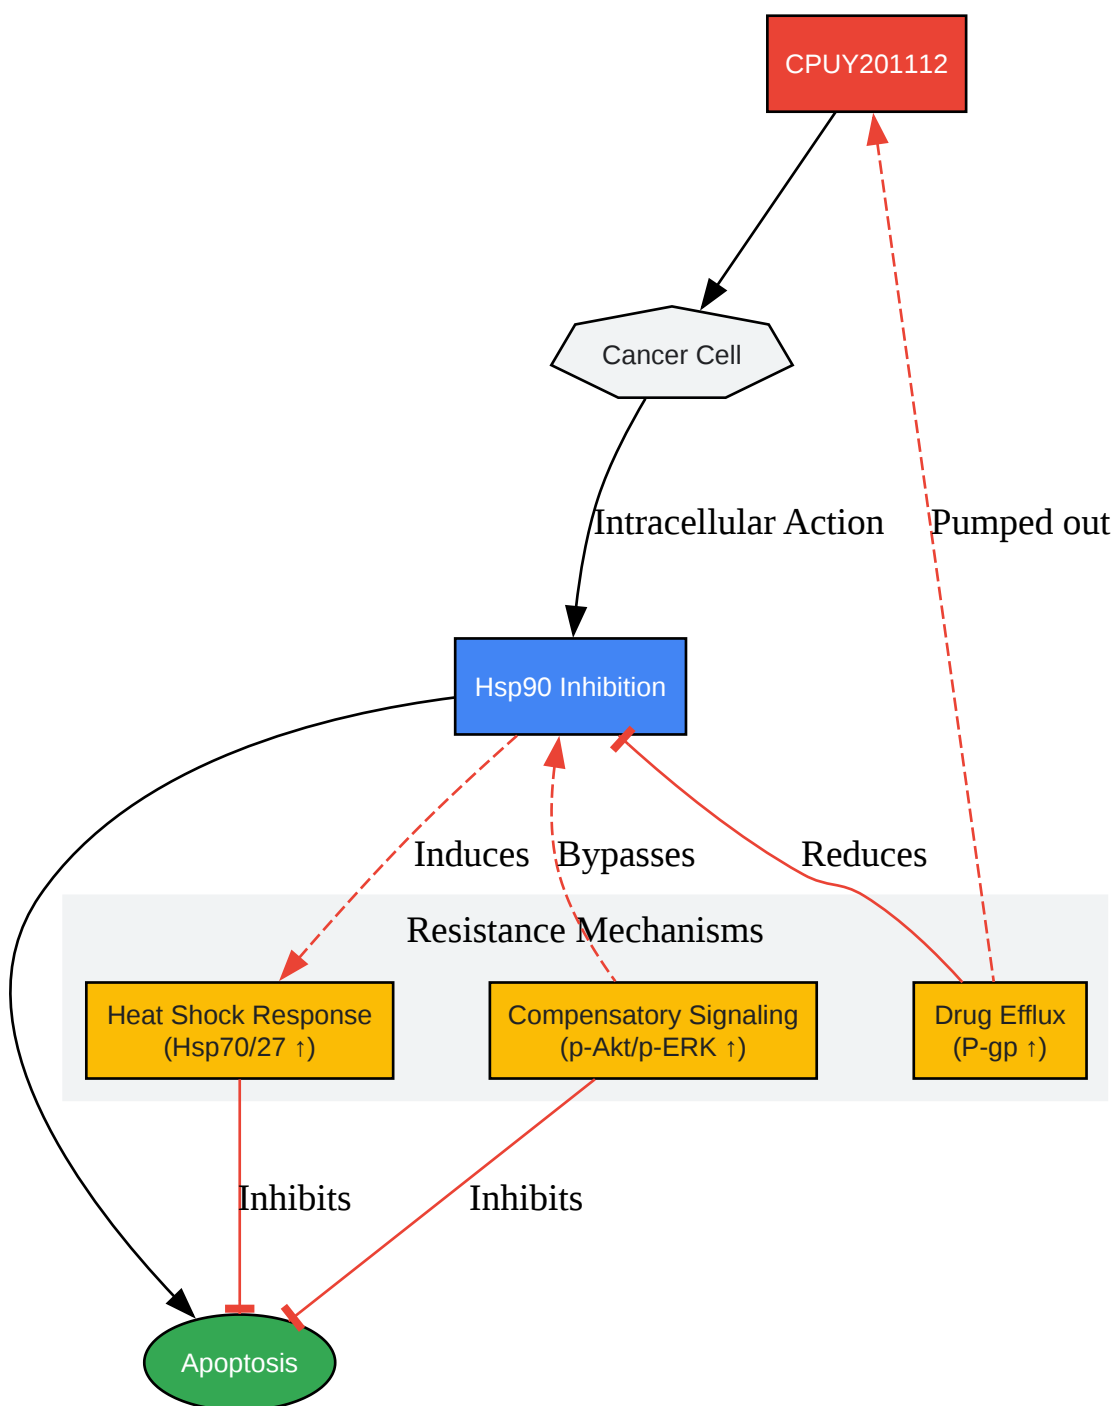 CPUY201112
Cancer Cell
Intracellular Action
Pumped out
Hsp90 Inhibition
Induces
Bypasses
Reduces
Resistance Mechanisms
Heat Shock Response
(Hsp70/27 ↑)
Compensatory Signaling
(p-Akt/p-ERK ↑)
Drug Efflux
(P-gp ↑)
Inhibits
Inhibits
Apoptosis